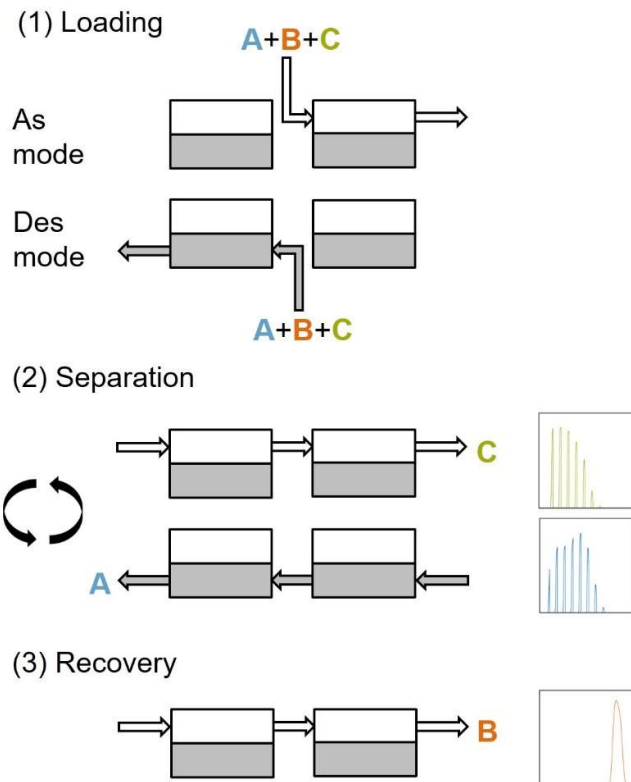 (1) Loading
A+B+C
As
mode
Des
mode
A+B+C
(2) Separation
C
A
(3) Recovery
B